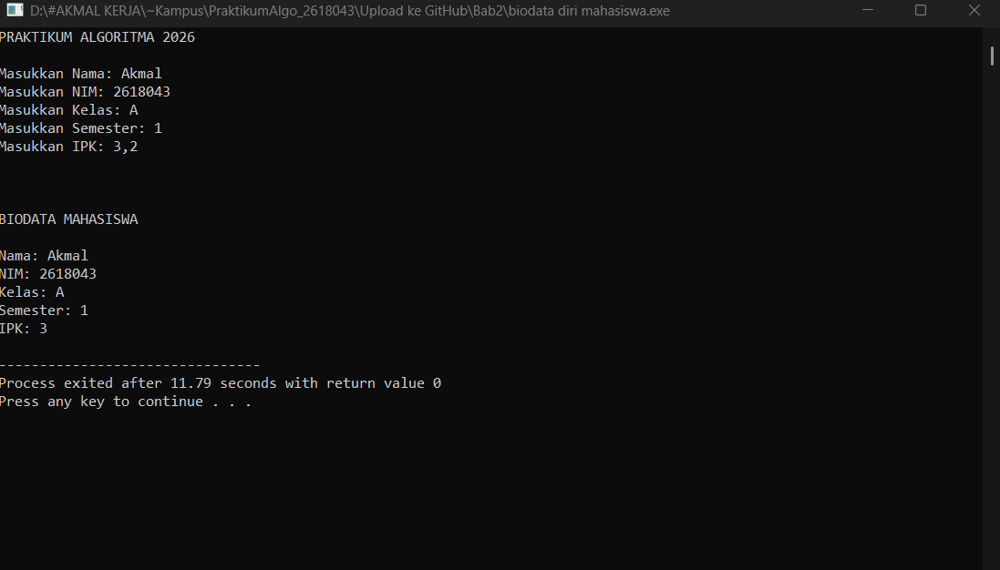 D:\#AKMAL KERJA\~Kampus\PraktikumAlgo_2618043\Upload ke GitHub\Bab2\biodata diri mahasiswa.exe
PRAKTIKUM ALGORITMA 2026
Masukkan Nama: Akmal
Masukkan NIM: 2618043
Masukkan Kelas: A
Masukkan Semester: 1
Masukkan IPK: 3,2
BIODATA MAHASISWA
Nama: Akmal
NIM: 2618043
Kelas: A
Semester: 1
IPK: 3
--------------------------------
Process exited after 11.79 seconds with return value 0
Press any key to continue . . .